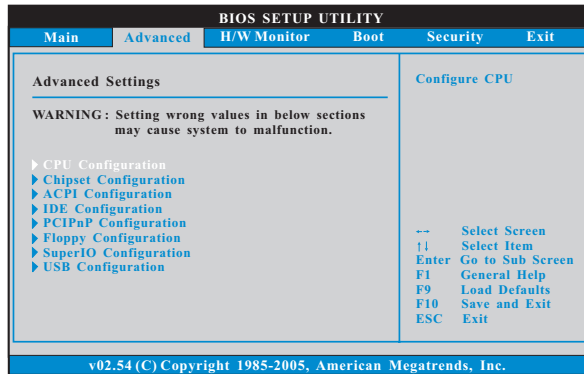 BIOS SETUP UTILITY
Main Advanced H/W Monitor Boot Security Exit
Advanced Settings
WARNING : Setting wrong values in below sections
may cause system to malfunction.
CPU Configuration
Chipset Configuration
ACPI Configuration
IDE Configuration
PCIPnP Configuration
Floppy Configuration
SuperIO Configuration
USB Configuration
Configure CPU
←→ Select Screen
↑↓ Select Item
Enter Go to Sub Screen
F1 General Help
F9 Load Defaults
F10 Save and Exit
ESC Exit
v02.54 (C) Copyright 1985-2005, American Megatrends, Inc.